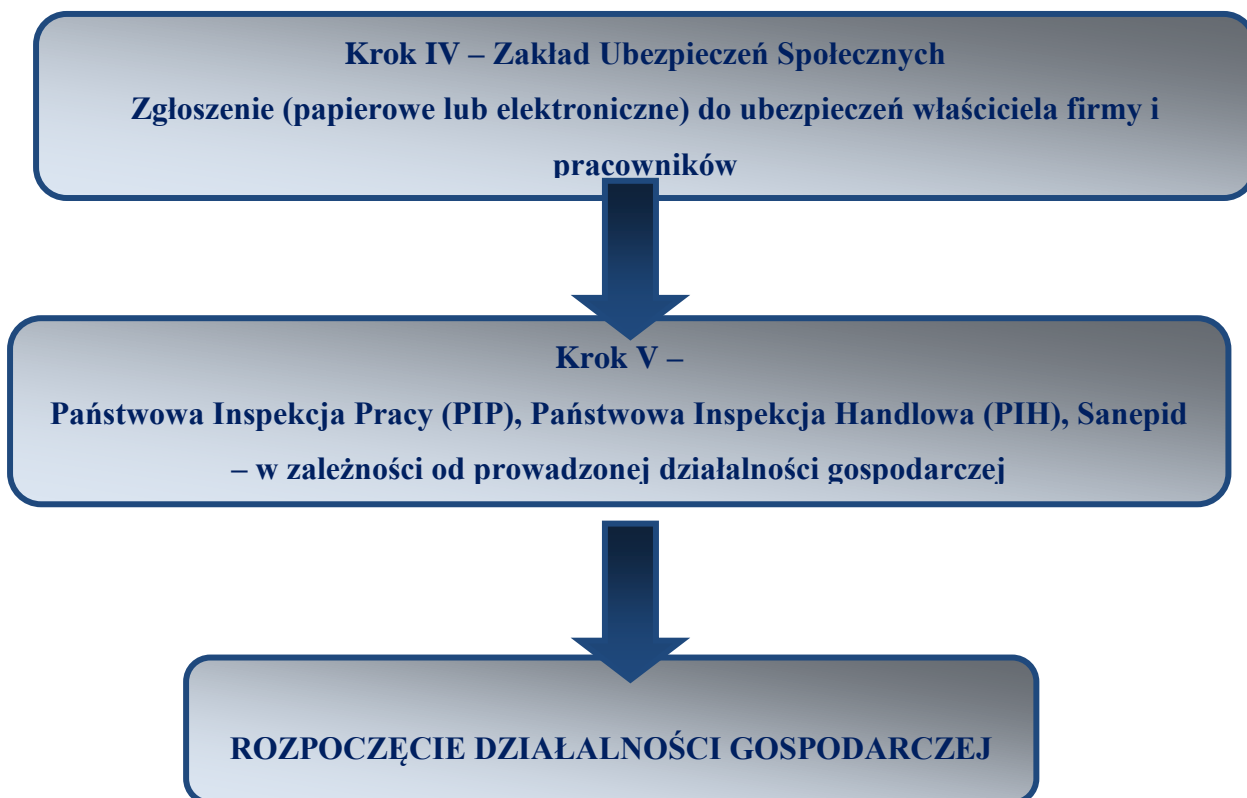 Krok IV – Zakład Ubezpieczeń Społecznych
Zgłoszenie (papierowe lub elektroniczne) do ubezpieczeń właściciela firmy i
pracowników
Krok V –
Państwowa Inspekcja Pracy (PIP), Państwowa Inspekcja Handlowa (PIH), Sanepid
– w zależności od prowadzonej działalności gospodarczej
ROZPOCZĘCIE DZIAŁALNOŚCI GOSPODARCZEJ